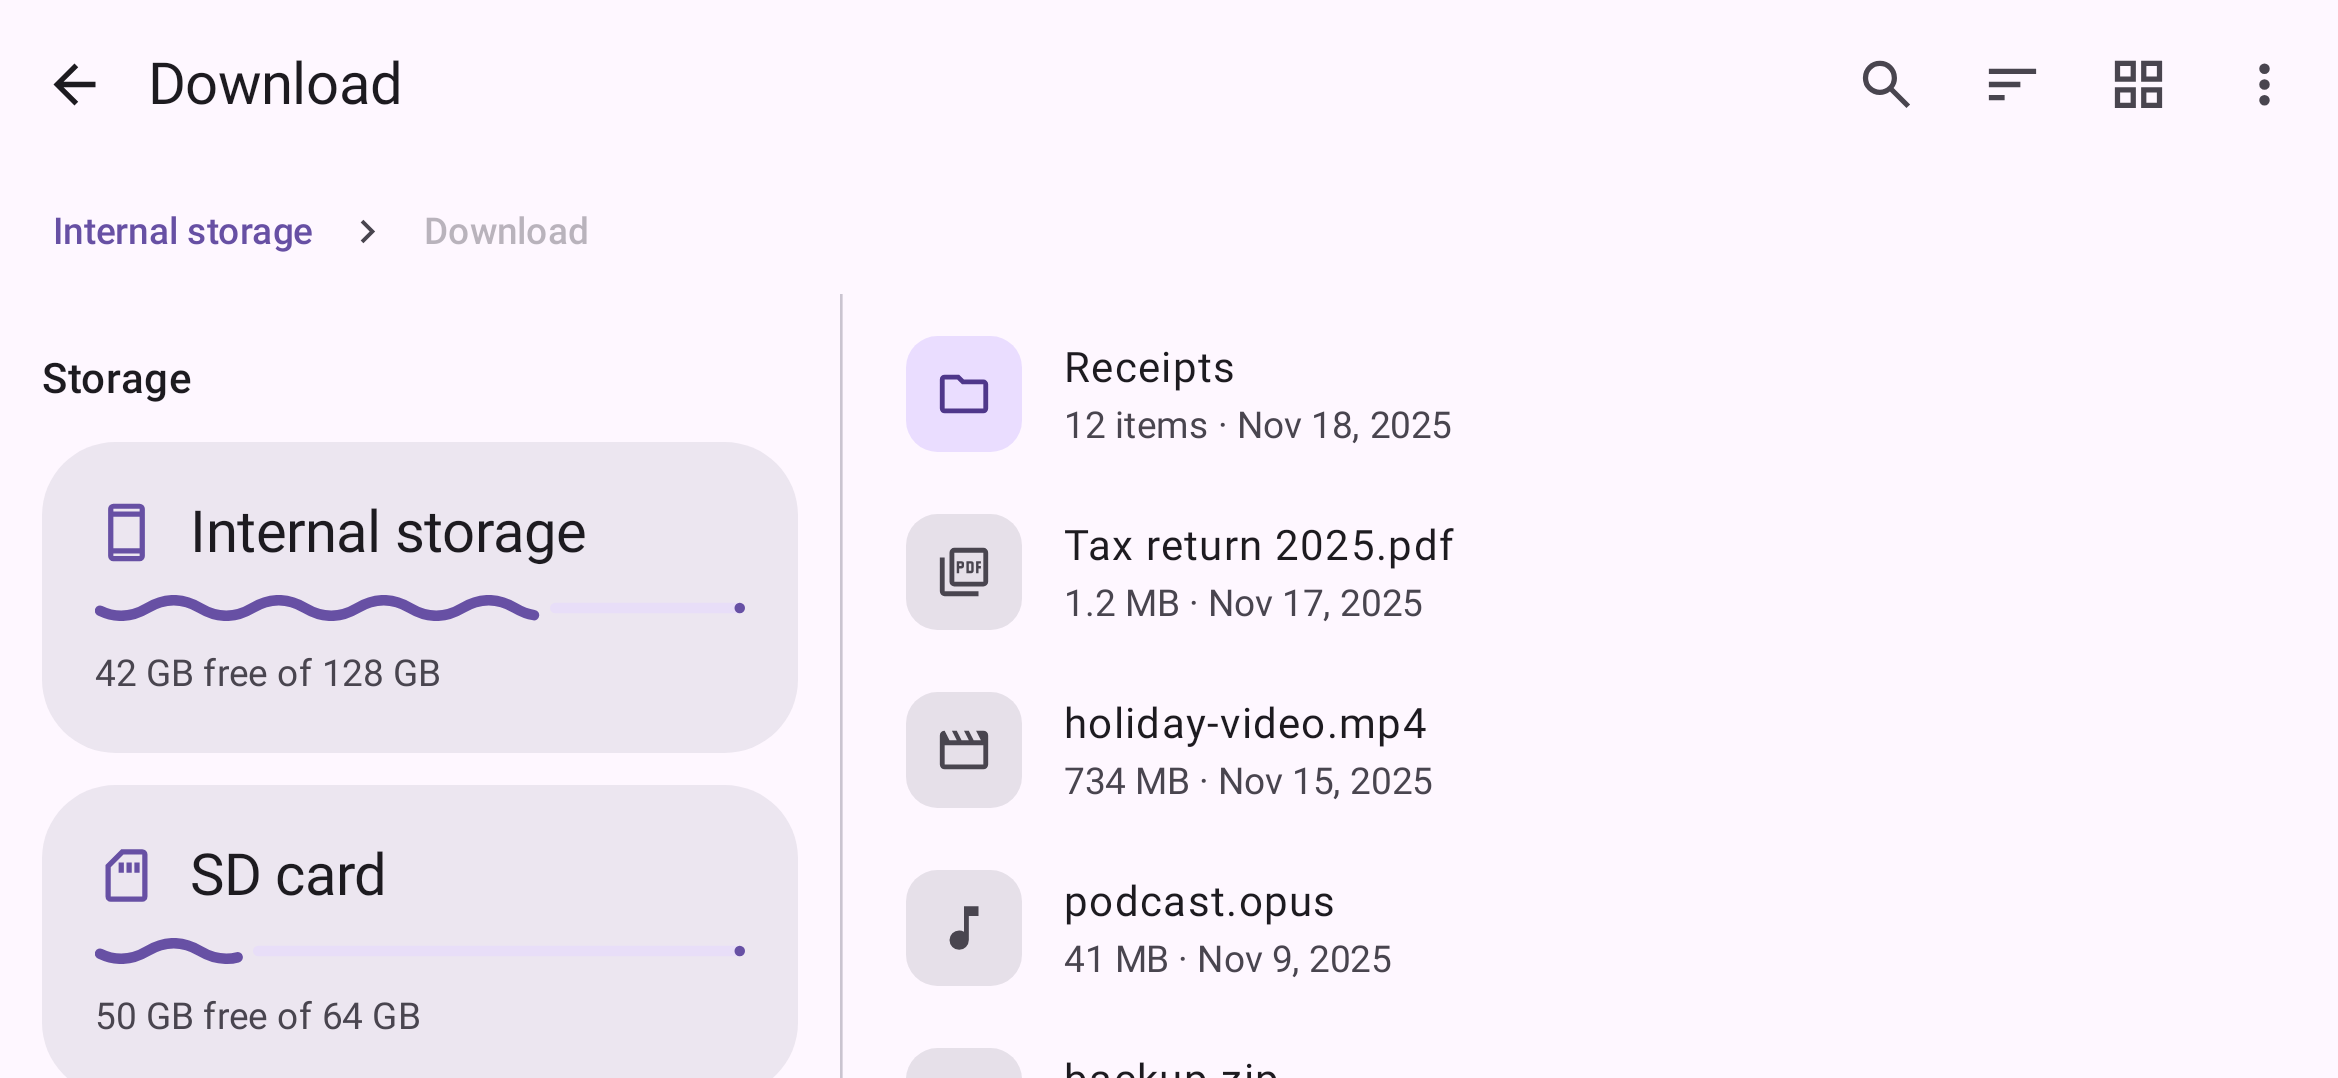 Download
Internal storage
Download
Storage
Internal storage
42 GB free of 128 GB
SD card
50 GB free of 64 GB
Receipts
12 items · Nov 18, 2025
Tax return 2025.pdf
PDF
1.2 MB · Nov 17, 2025
holiday-video.mp4
734 MB · Nov 15, 2025
podcast.opus
41 MB · Nov 9, 2025
backup.zip